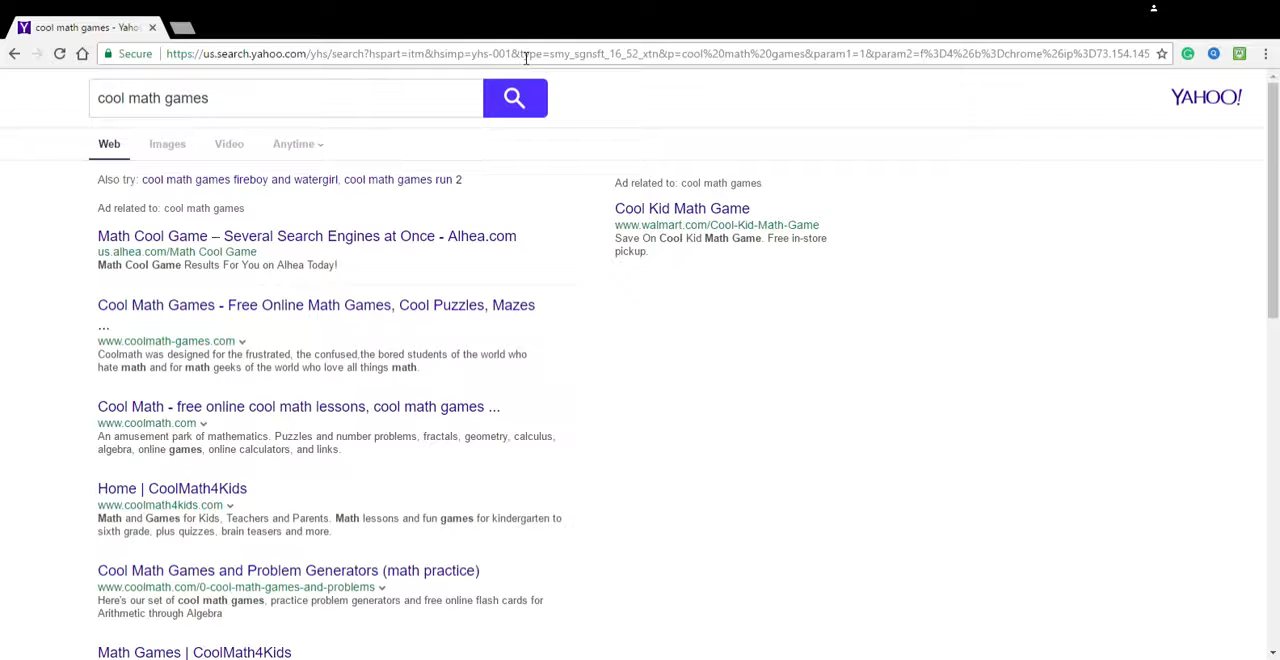 cool math games - Yaho
Secure https://us.search.yahoo.com/yhs/search?hspart=itm&hsimp=yhs-001&type=smy_sgnsft_16_52_xtn&p=cool%20math%20games&param1=1&param2=f%3D4%26b%3Dchrome%26ip%3D73.154.145
cool math games
YAHOO!
Web Images Video Anytime
Also try: cool math games fireboy and watergirl, cool math games run 2
Ad related to: cool math games
Math Cool Game – Several Search Engines at Once - Alhea.com
us.alhea.com/Math Cool Game
Math Cool Game Results For You on Alhea Today!
Cool Math Games - Free Online Math Games, Cool Puzzles, Mazes
...
www.coolmath-games.com
Coolmath was designed for the frustrated, the confused,the bored students of the world who
hate math and for math geeks of the world who love all things math.
Cool Math - free online cool math lessons, cool math games ...
www.coolmath.com
An amusement park of mathematics. Puzzles and number problems, fractals, geometry, calculus,
algebra, online games, online calculators, and links.
Home | CoolMath4Kids
www.coolmath4kids.com
Math and Games for Kids, Teachers and Parents. Math lessons and fun games for kindergarten to
sixth grade, plus quizzes, brain teasers and more.
Cool Math Games and Problem Generators (math practice)
www.coolmath.com/0-cool-math-games-and-problems
Here's our set of cool math games, practice problem generators and free online flash cards for
Arithmetic through Algebra
Math Games | CoolMath4Kids
Ad related to: cool math games
Cool Kid Math Game
www.walmart.com/Cool-Kid-Math-Game
Save On Cool Kid Math Game. Free in-store
pickup.